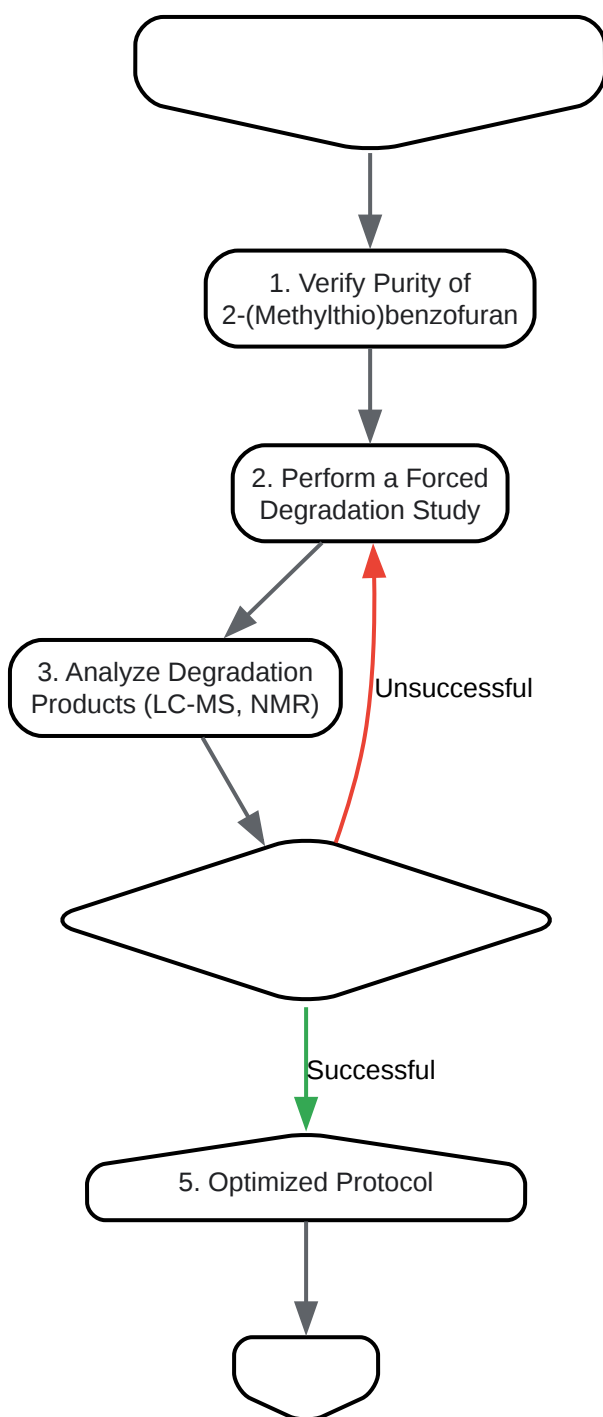 1. Verify Purity of
2-(Methylthio)benzofuran
2. Perform a Forced
Degradation Study
3. Analyze Degradation
Products (LC-MS, NMR)
Unsuccessful
Successful
5. Optimized Protocol